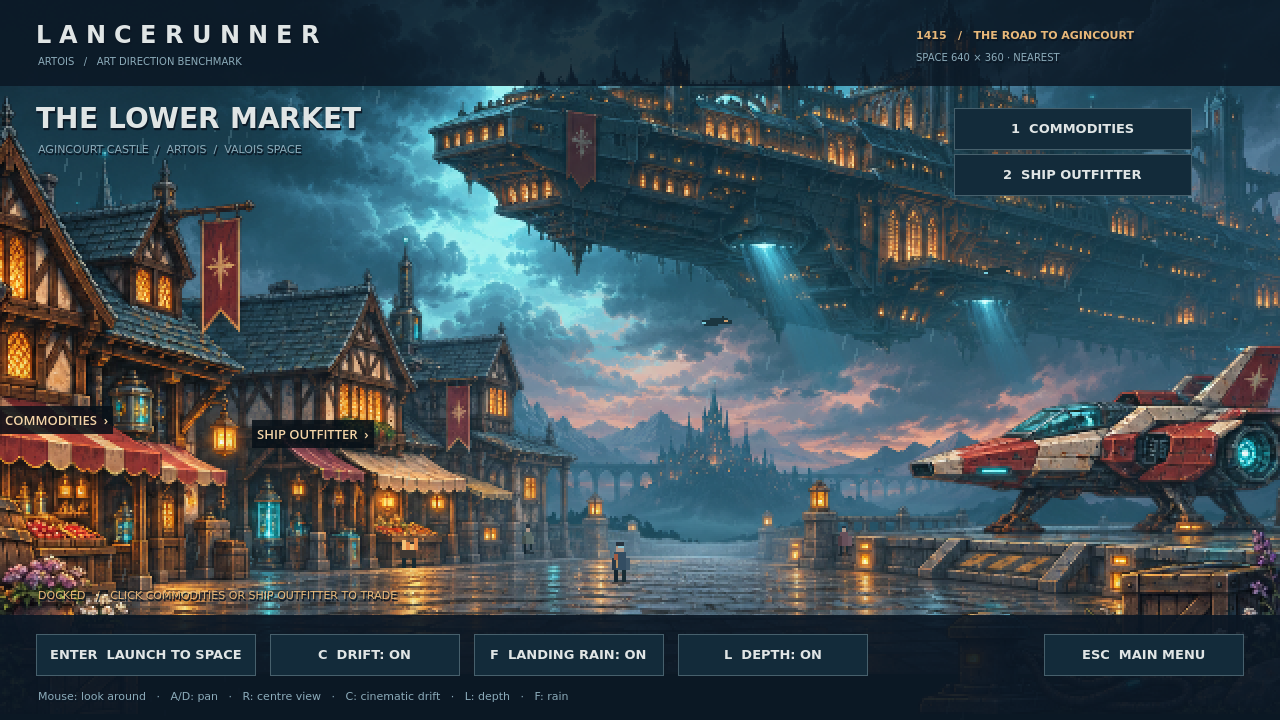 LANCERUNNER
ARTOIS / ART DIRECTION BENCHMARK
1415 / THE ROAD TO AGINCOURT
SPACE 640 × 360 · NEAREST
THE LOWER MARKET
AGINCOURT CASTLE / ARTOIS / VALOIS SPACE
1 COMMODITIES
2 SHIP OUTFITTER
COMMODITIES ›
SHIP OUTFITTER ›
DOCKED / CLICK COMMODITIES OR SHIP OUTFITTER TO TRADE
ENTER LAUNCH TO SPACE
C DRIFT: ON
F LANDING RAIN: ON
L DEPTH: ON
ESC MAIN MENU
Mouse: look around · A/D: pan · R: centre view · C: cinematic drift · L: depth · F: rain